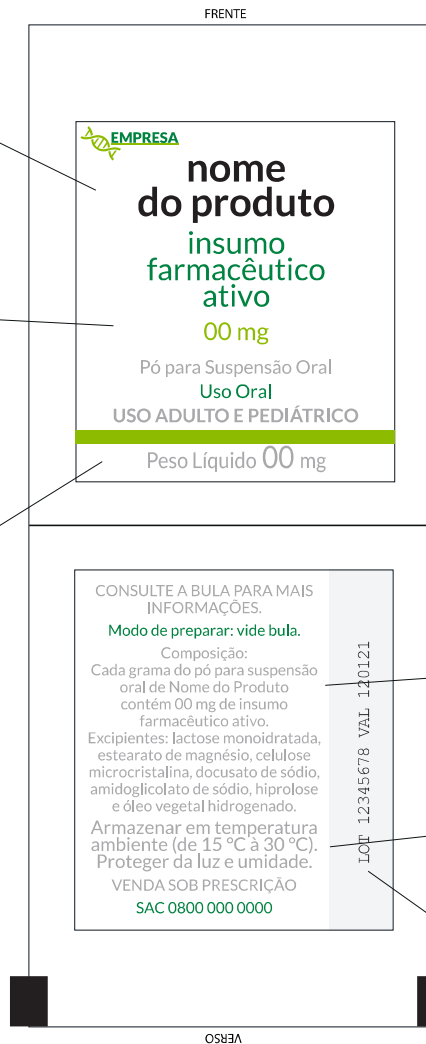 FRENTE
EMPRESA
nome
do produto
insumo
farmacêutico
ativo
00 mg
Pó para Suspensão Oral
Uso Oral
USO ADULTO E PEDIÁTRICO
Peso Líquido 00 mg
CONSULTE A BULA PARA MAIS
INFORMAÇÕES.
Modo de preparar: vide bula.
Composição:
Cada grama do pó para suspensão
oral de Nome do Produto
contém 00 mg de insumo
farmacêutico ativo.
Excipientes: lactose monoidratada,
estearato de magnésio, celulose
microcristalina, docusato de sódio,
amidoglicolato de sódio, hiprolose
e óleo vegetal hidrogenado.
Armazenar em temperatura
ambiente (de 15 °C à 30 °C).
Proteger da luz e umidade.
VENDA SOB PRESCRIÇÃO
SAC 0800 000 0000
LOT 12345678 VAL 120121
VERSO